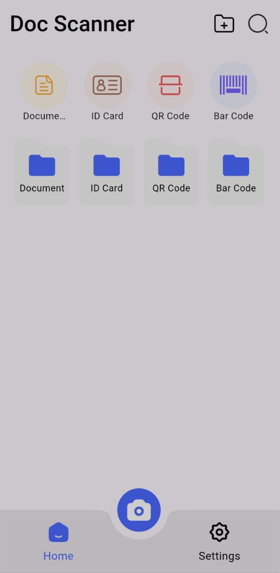 Doc Scanner
Docume...
ID Card
QR Code
Bar Code
Document
ID Card
QR Code
Bar Code
Home
Settings